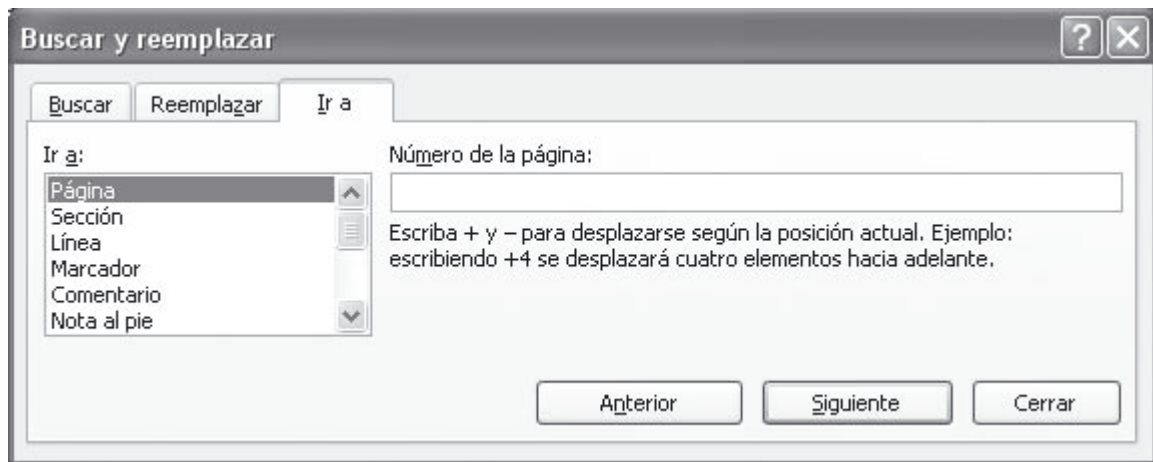 Buscar y reemplazar
Buscar Reemplazar Ir a
Ir a:
Página
Sección
Línea
Marcador
Comentario
Nota al pie
Número de la página:
Escriba + y – para desplazarse según la posición actual. Ejemplo:
escribiendo +4 se desplazará cuatro elementos hacia adelante.
Anterior Siguiente Cerrar